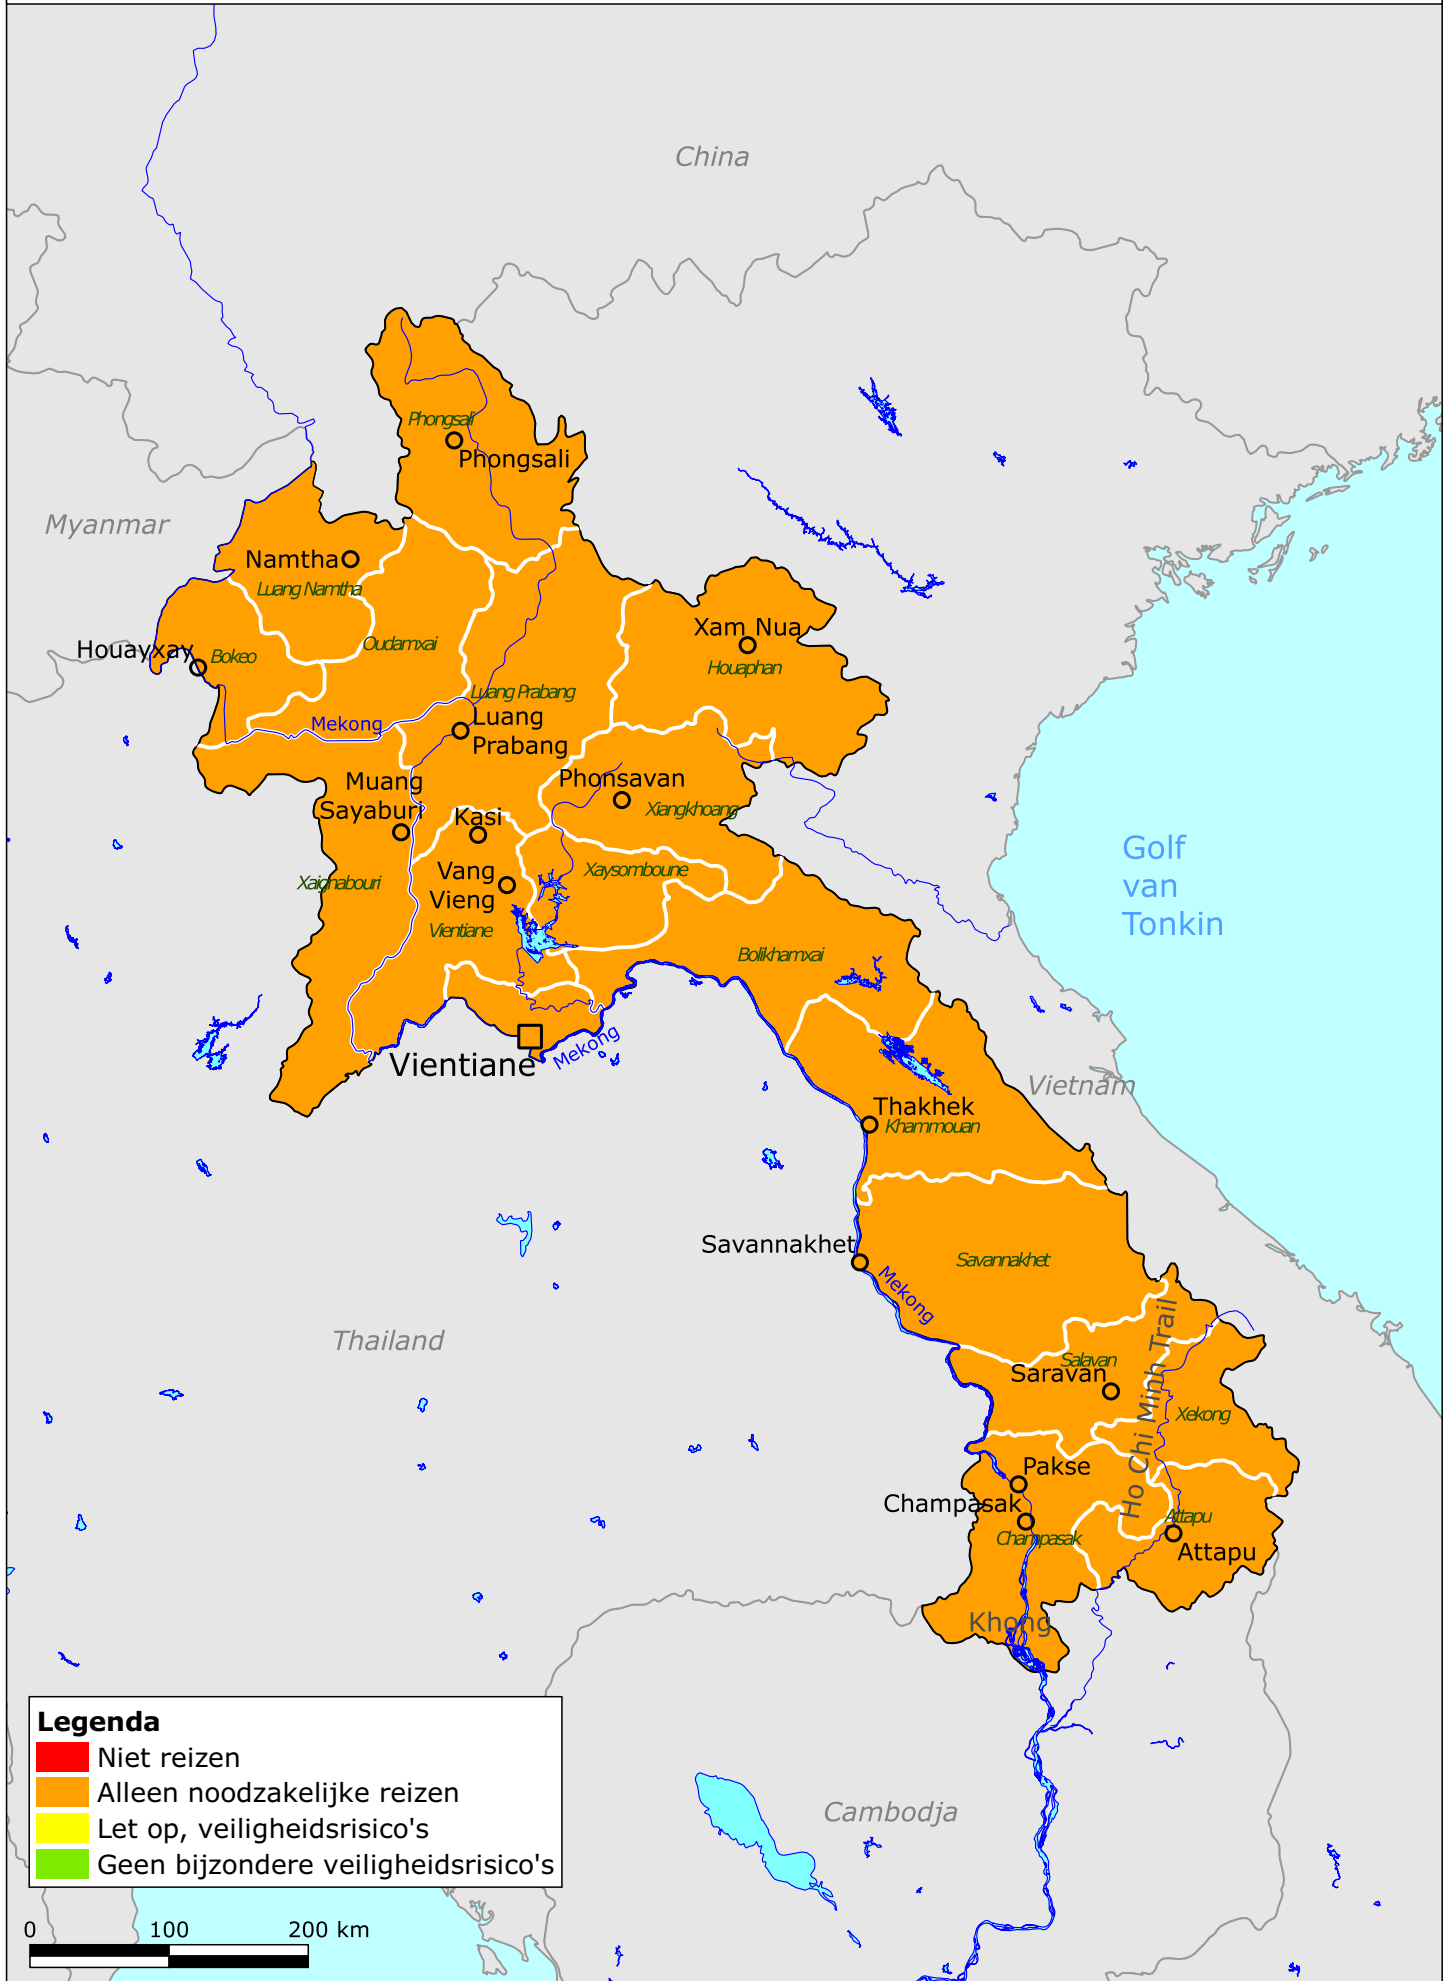 China
Phongsali
Phongsali
Myanmar
Namtha
Luang Namtha
Xam Nua
Oudamxai
Houayxay
Bokeo
Houaphan
Luang Prabang
Mekong
Luang
Prabang
Muang
Sayaburi
Phonsavan
Xiangkhoang
Kasi
Golf
van
Tonkin
Vang
Vieng
Xaysomboune
Xaignabouri
Vientiane
Bolikhamxai
Mekong
Vientiane
Vietnam
Thakhek
Khammouan
Savannakhet
Savannakhet
Mekong
Thailand
Ho Chi Minh Trail
Salavan
Saravan
Xekong
Pakse
Champasak
Champasak
Attapu
Attapu
Khong
Legenda
Niet reizen
Alleen noodzakelijke reizen
Let op, veiligheidsrisico's
Geen bijzondere veiligheidsrisico's
Cambodja
0 100 200 km